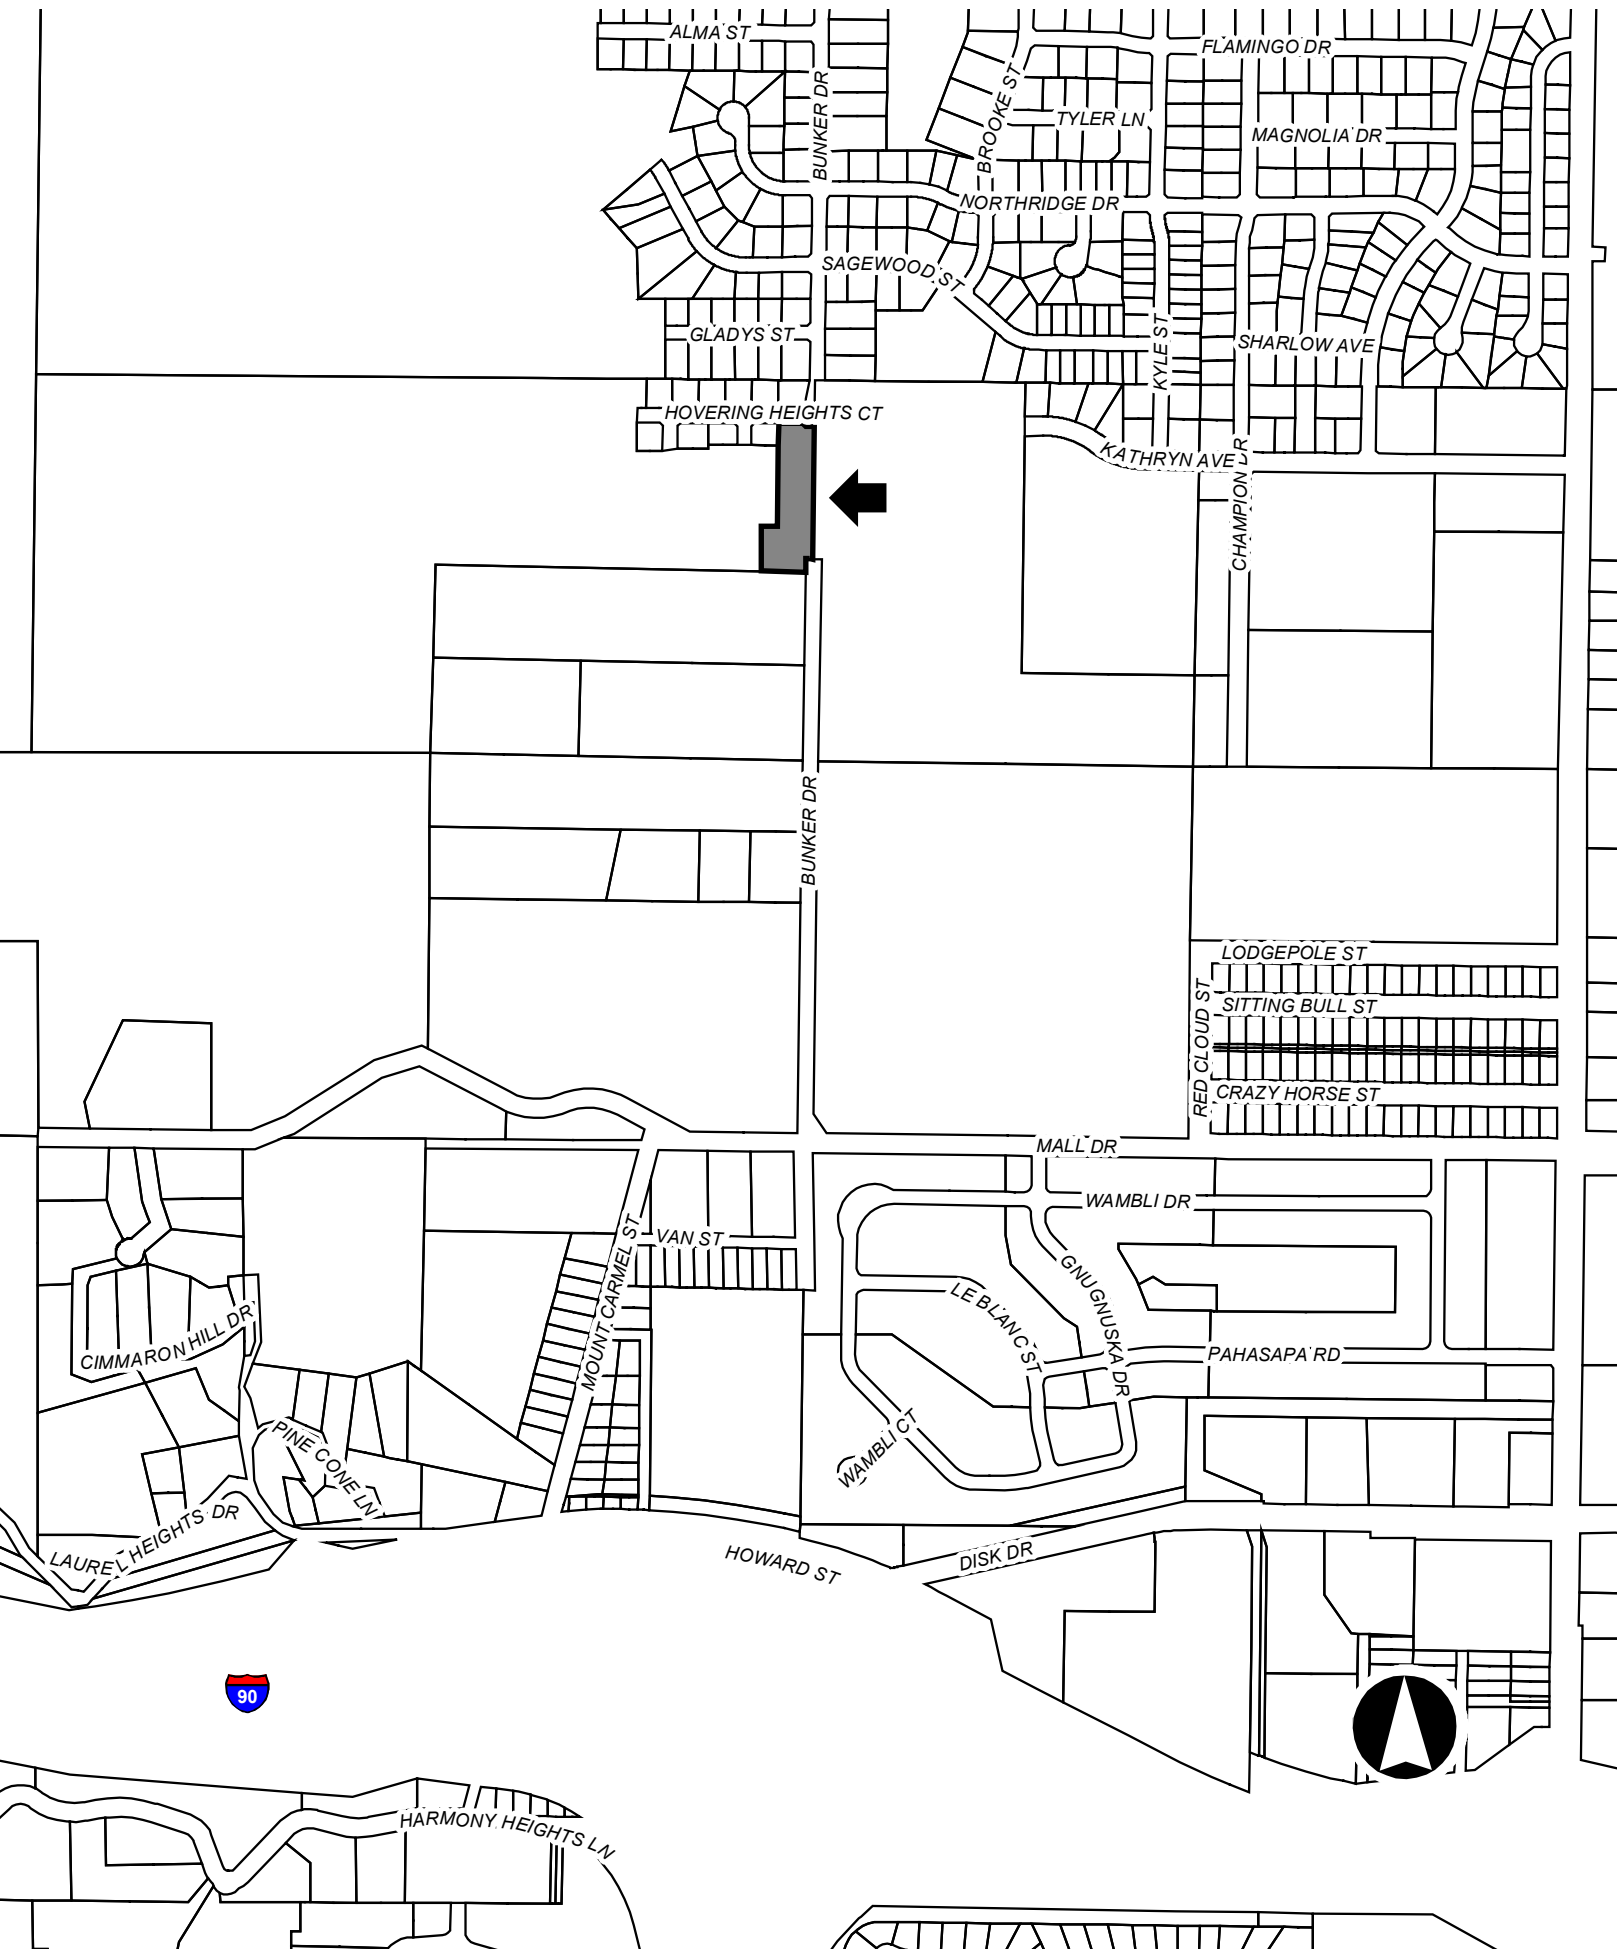 ALMA ST
FLAMINGO DR
BUNKER DR
BROOKE ST
TYLER LN
MAGNOLIA DR
NORTHRIDGE DR
SAGEWOOD ST
GLADYS ST
KYLE ST
SHARLOW AVE
HOVERING HEIGHTS CT
KATHRYN AVE
CHAMPION DR
BUNKER DR
LODGEPOLE ST
RED CLOUD ST
SITTING BULL ST
CRAZY HORSE ST
MALL DR
WAMBLI DR
MOUNT CARMEL ST
VAN ST
GNUGNUSKA DR
LE BLANC ST
CIMMARON HILL DR
PAHASAPA RD
PINE CONE LN
WAMBLI CT
LAUREL HEIGHTS DR
HOWARD ST
DISK DR
90
HARMONY HEIGHTS LN